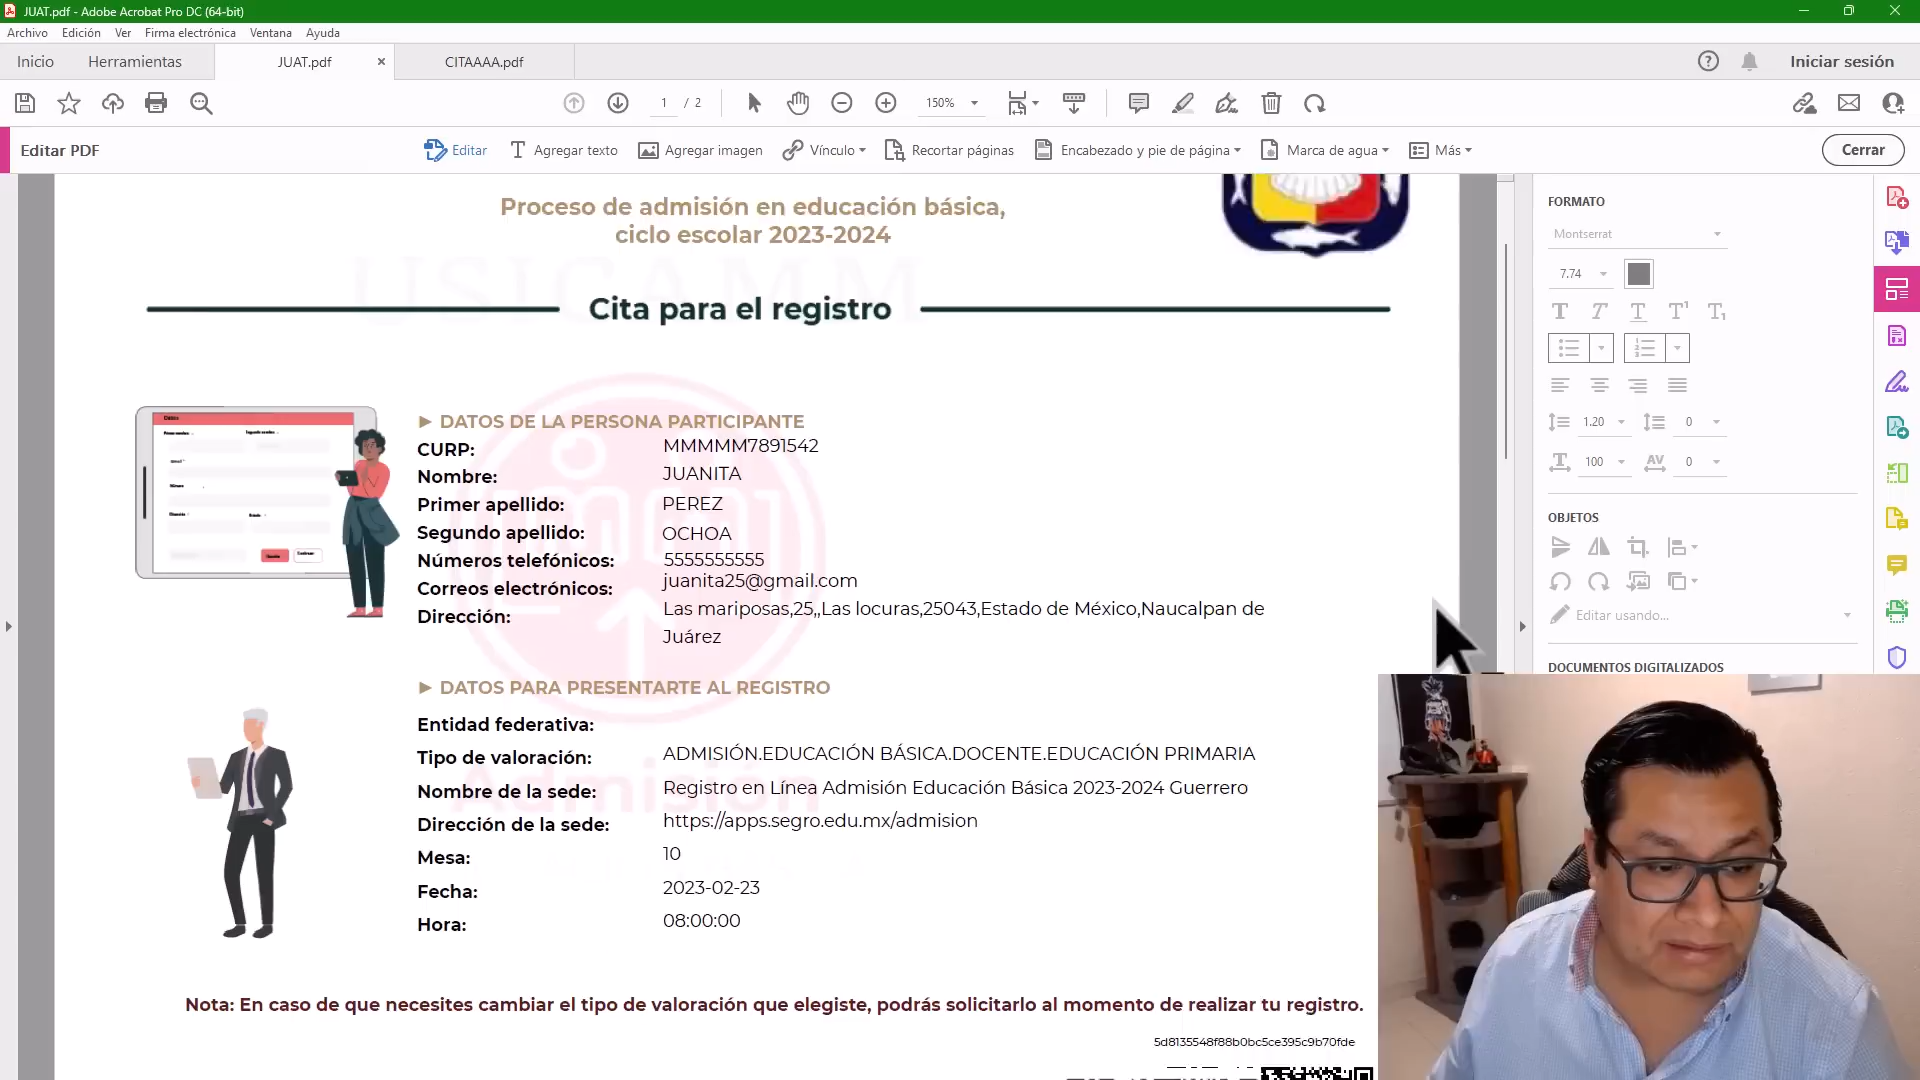 JUAT.pdf - Adobe Acrobat Pro DC (64-bit)
Archivo Edición Ver Firma electrónica Ventana Ayuda
Inicio Herramientas JUAT.pdf × CITAAAA.pdf Iniciar sesión
1 / 2 150%
Editar PDF Editar Agregar texto Agregar imagen Vínculo Recortar páginas Encabezado y pie de página Marca de agua Más Cerrar
Proceso de admisión en educación básica,
ciclo escolar 2023-2024
USICAMM
Cita para el registro
► DATOS DE LA PERSONA PARTICIPANTE
CURP: MMMMM7891542
Nombre: JUANITA
Primer apellido: PEREZ
Segundo apellido: OCHOA
Números telefónicos: 5555555555
Correos electrónicos: juanita25@gmail.com
Dirección: Las mariposas,25,,Las locuras,25043,Estado de México,Naucalpan de
Juárez
► DATOS PARA PRESENTARTE AL REGISTRO
Entidad federativa:
Tipo de valoración: ADMISIÓN.EDUCACIÓN BÁSICA.DOCENTE.EDUCACIÓN PRIMARIA
Admisión
Nombre de la sede: Registro en Línea Admisión Educación Básica 2023-2024 Guerrero
Dirección de la sede: https://apps.segro.edu.mx/admision
Mesa: 10
Fecha: 2023-02-23
Hora: 08:00:00
Nota: En caso de que necesites cambiar el tipo de valoración que elegiste, podrás solicitarlo al momento de realizar tu registro.
5d8135548f88b0bc5ce395c9b70fde
FORMATO
Montserrat
7.74
T T T T¹ T₁
1.20 0
100 AV 0
OBJETOS
Editar usando...
DOCUMENTOS DIGITALIZADOS